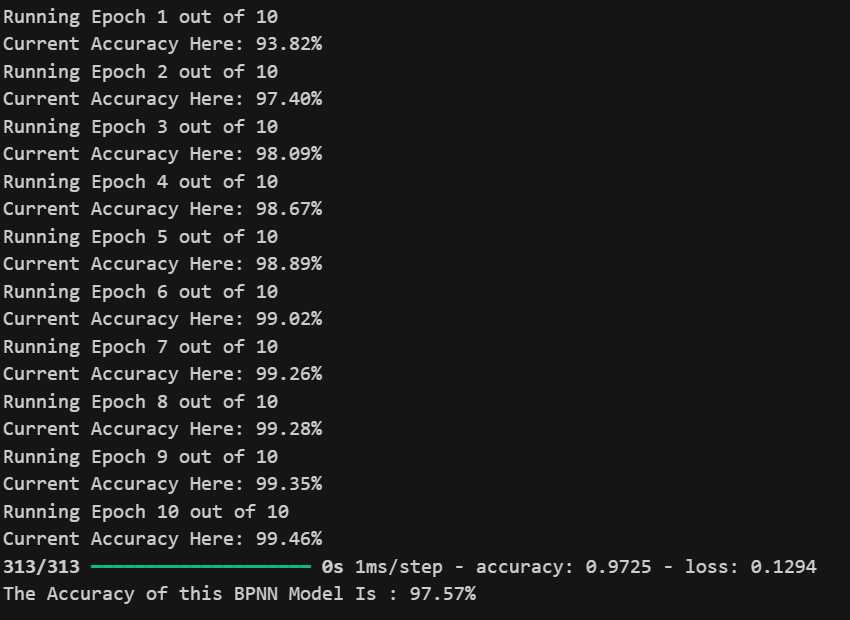 Running Epoch 1 out of 10
Current Accuracy Here: 93.82%
Running Epoch 2 out of 10
Current Accuracy Here: 97.40%
Running Epoch 3 out of 10
Current Accuracy Here: 98.09%
Running Epoch 4 out of 10
Current Accuracy Here: 98.67%
Running Epoch 5 out of 10
Current Accuracy Here: 98.89%
Running Epoch 6 out of 10
Current Accuracy Here: 99.02%
Running Epoch 7 out of 10
Current Accuracy Here: 99.26%
Running Epoch 8 out of 10
Current Accuracy Here: 99.28%
Running Epoch 9 out of 10
Current Accuracy Here: 99.35%
Running Epoch 10 out of 10
Current Accuracy Here: 99.46%
313/313 ━━━━━━━━━━━━━━━━━━━━ 0s 1ms/step - accuracy: 0.9725 - loss: 0.1294
The Accuracy of this BPNN Model Is : 97.57%